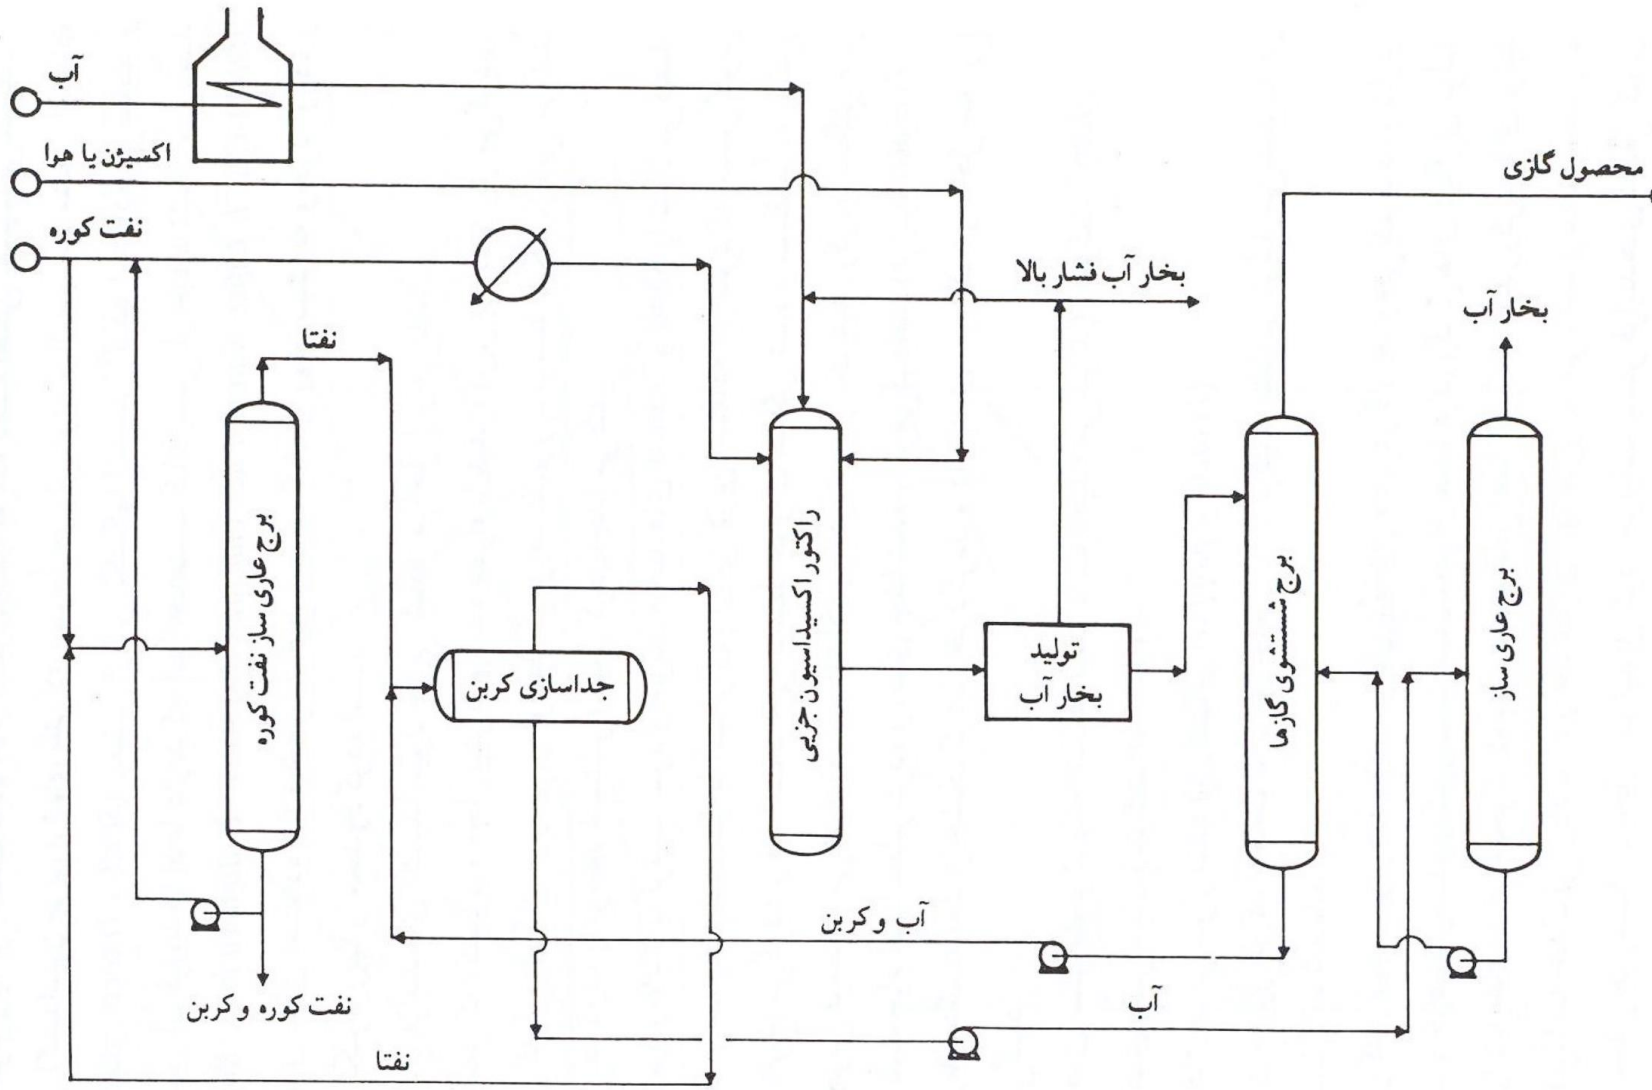 آب
اکسیژن یا هوا
محصول گازی
نفت کوره
بخار آب فشار بالا
بخار آب
نفتا
برج عاری ساز نفت کوره
جداسازی کربن
راکتور اکسیداسیون جزیی
تولید
بخار آب
برج شستشوی گازها
برج عاری ساز
آب و کربن
نفت کوره و کربن
آب
نفتا